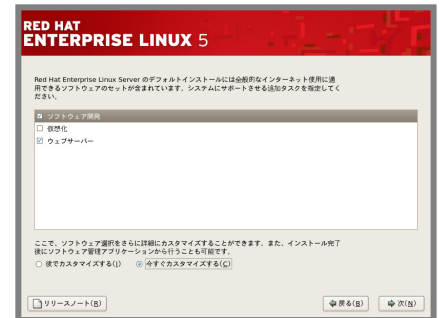 RED HAT
ENTERPRISE LINUX 5
Red Hat Enterprise Linux Server のデフォルトインストールには全般的なインターネット使用に適
用できるソフトウェアのセットが含まれています。システムにサポートさせる追加タスクを指定してく
ださい。
ソフトウェア開発
仮想化
ウェブサーバー
ここで、ソフトウェア選択をさらに詳細にカスタマイズすることができます。また、インストール完了
後にソフトウェア管理アプリケーションから行うことも可能です。
後でカスタマイズする(l) 今すぐカスタマイズする(C)
リリースノート(R) 戻る(B) 次(N)